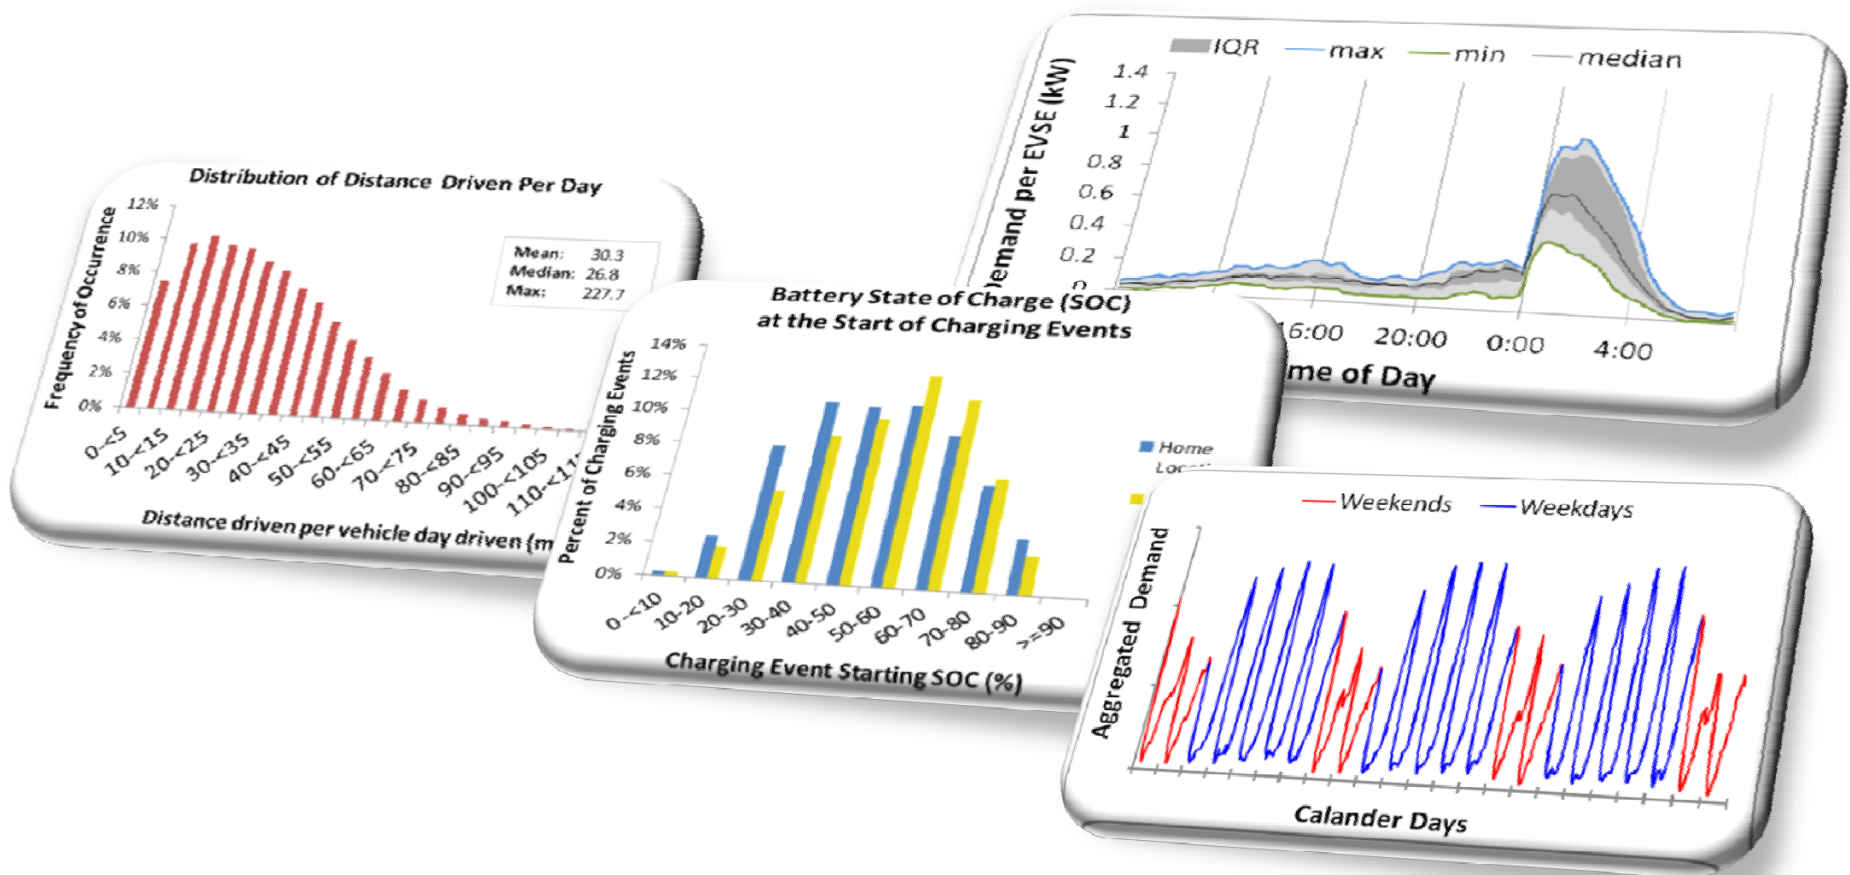 Distribution of Distance Driven Per Day
Frequency of Occurrence
12%
10%
8%
6%
4%
2%
0%
Mean: 30.3
Median: 26.8
Max: 227.7
0-<5
10-<15
20-<25
30-<35
40-<45
50-<55
60-<65
70-<75
80-<85
90-<95
100-<105
Distance driven per vehicle day driven
Battery State of Charge (SOC)
at the Start of Charging Events
Percent of Charging Events
14%
12%
10%
8%
6%
4%
2%
0%
Home
0-<10
10-20
20-30
30-40
40-50
50-60
60-70
70-80
80-90
>=90
Charging Event Starting SOC (%)
IQR
max
min
median
Demand per EVSE (kW)
1.4
1.2
1
0.8
0.6
0.4
0.2
0
16:00
20:00
0:00
4:00
of Day
Weekends
Weekdays
Aggregated Demand
Calander Days